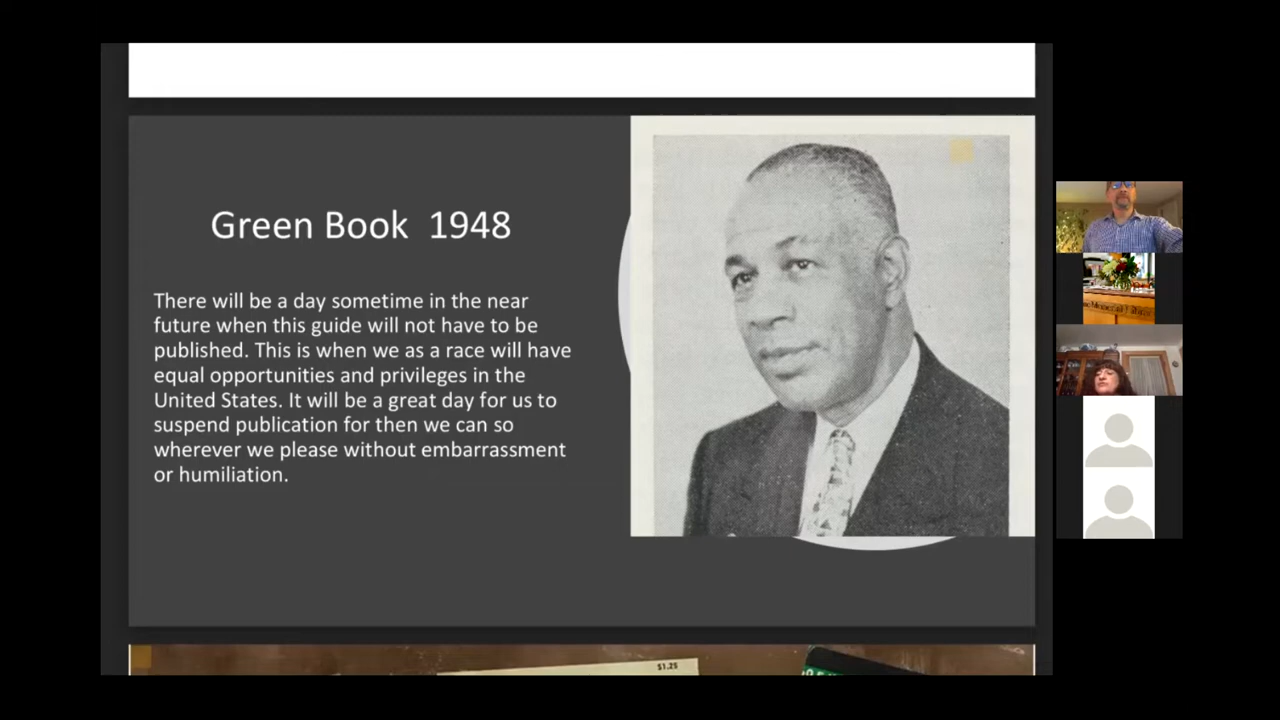 Green Book 1948
There will be a day sometime in the near
future when this guide will not have to be
published. This is when we as a race will have
equal opportunities and privileges in the
United States. It will be a great day for us to
suspend publication for then we can so
wherever we please without embarrassment
or humiliation.
$1.25